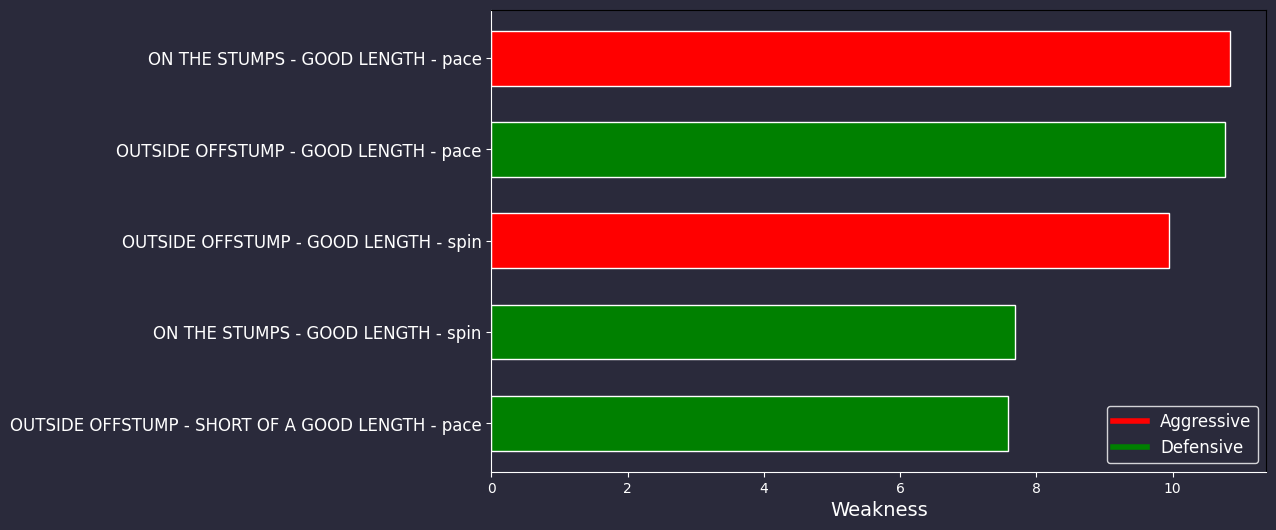 ON THE STUMPS - GOOD LENGTH - pace
OUTSIDE OFFSTUMP - GOOD LENGTH - pace
OUTSIDE OFFSTUMP - GOOD LENGTH - spin
ON THE STUMPS - GOOD LENGTH - spin
OUTSIDE OFFSTUMP - SHORT OF A GOOD LENGTH - pace
Aggressive
Defensive
0 2 4 6 8 10
Weakness